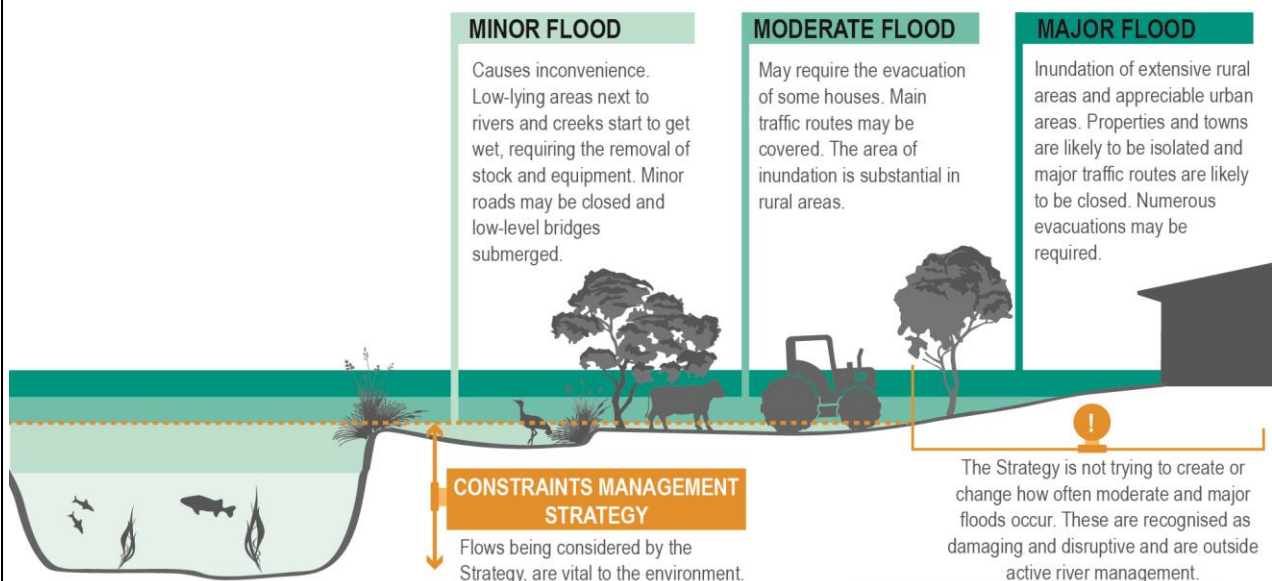 MINOR FLOOD
Causes inconvenience.
Low-lying areas next to
rivers and creeks start to get
wet, requiring the removal of
stock and equipment. Minor
roads may be closed and
low-level bridges
submerged.
MODERATE FLOOD
May require the evacuation
of some houses. Main
traffic routes may be
covered. The area of
inundation is substantial in
rural areas.
MAJOR FLOOD
Inundation of extensive rural
areas and appreciable urban
areas. Properties and towns
are likely to be isolated and
major traffic routes are likely
to be closed. Numerous
evacuations may be
required.
CONSTRAINTS MANAGEMENT
STRATEGY
Flows being considered by the
Strategy, are vital to the environment.
!
The Strategy is not trying to create or
change how often moderate and major
floods occur. These are recognised as
damaging and disruptive and are outside
active river management.